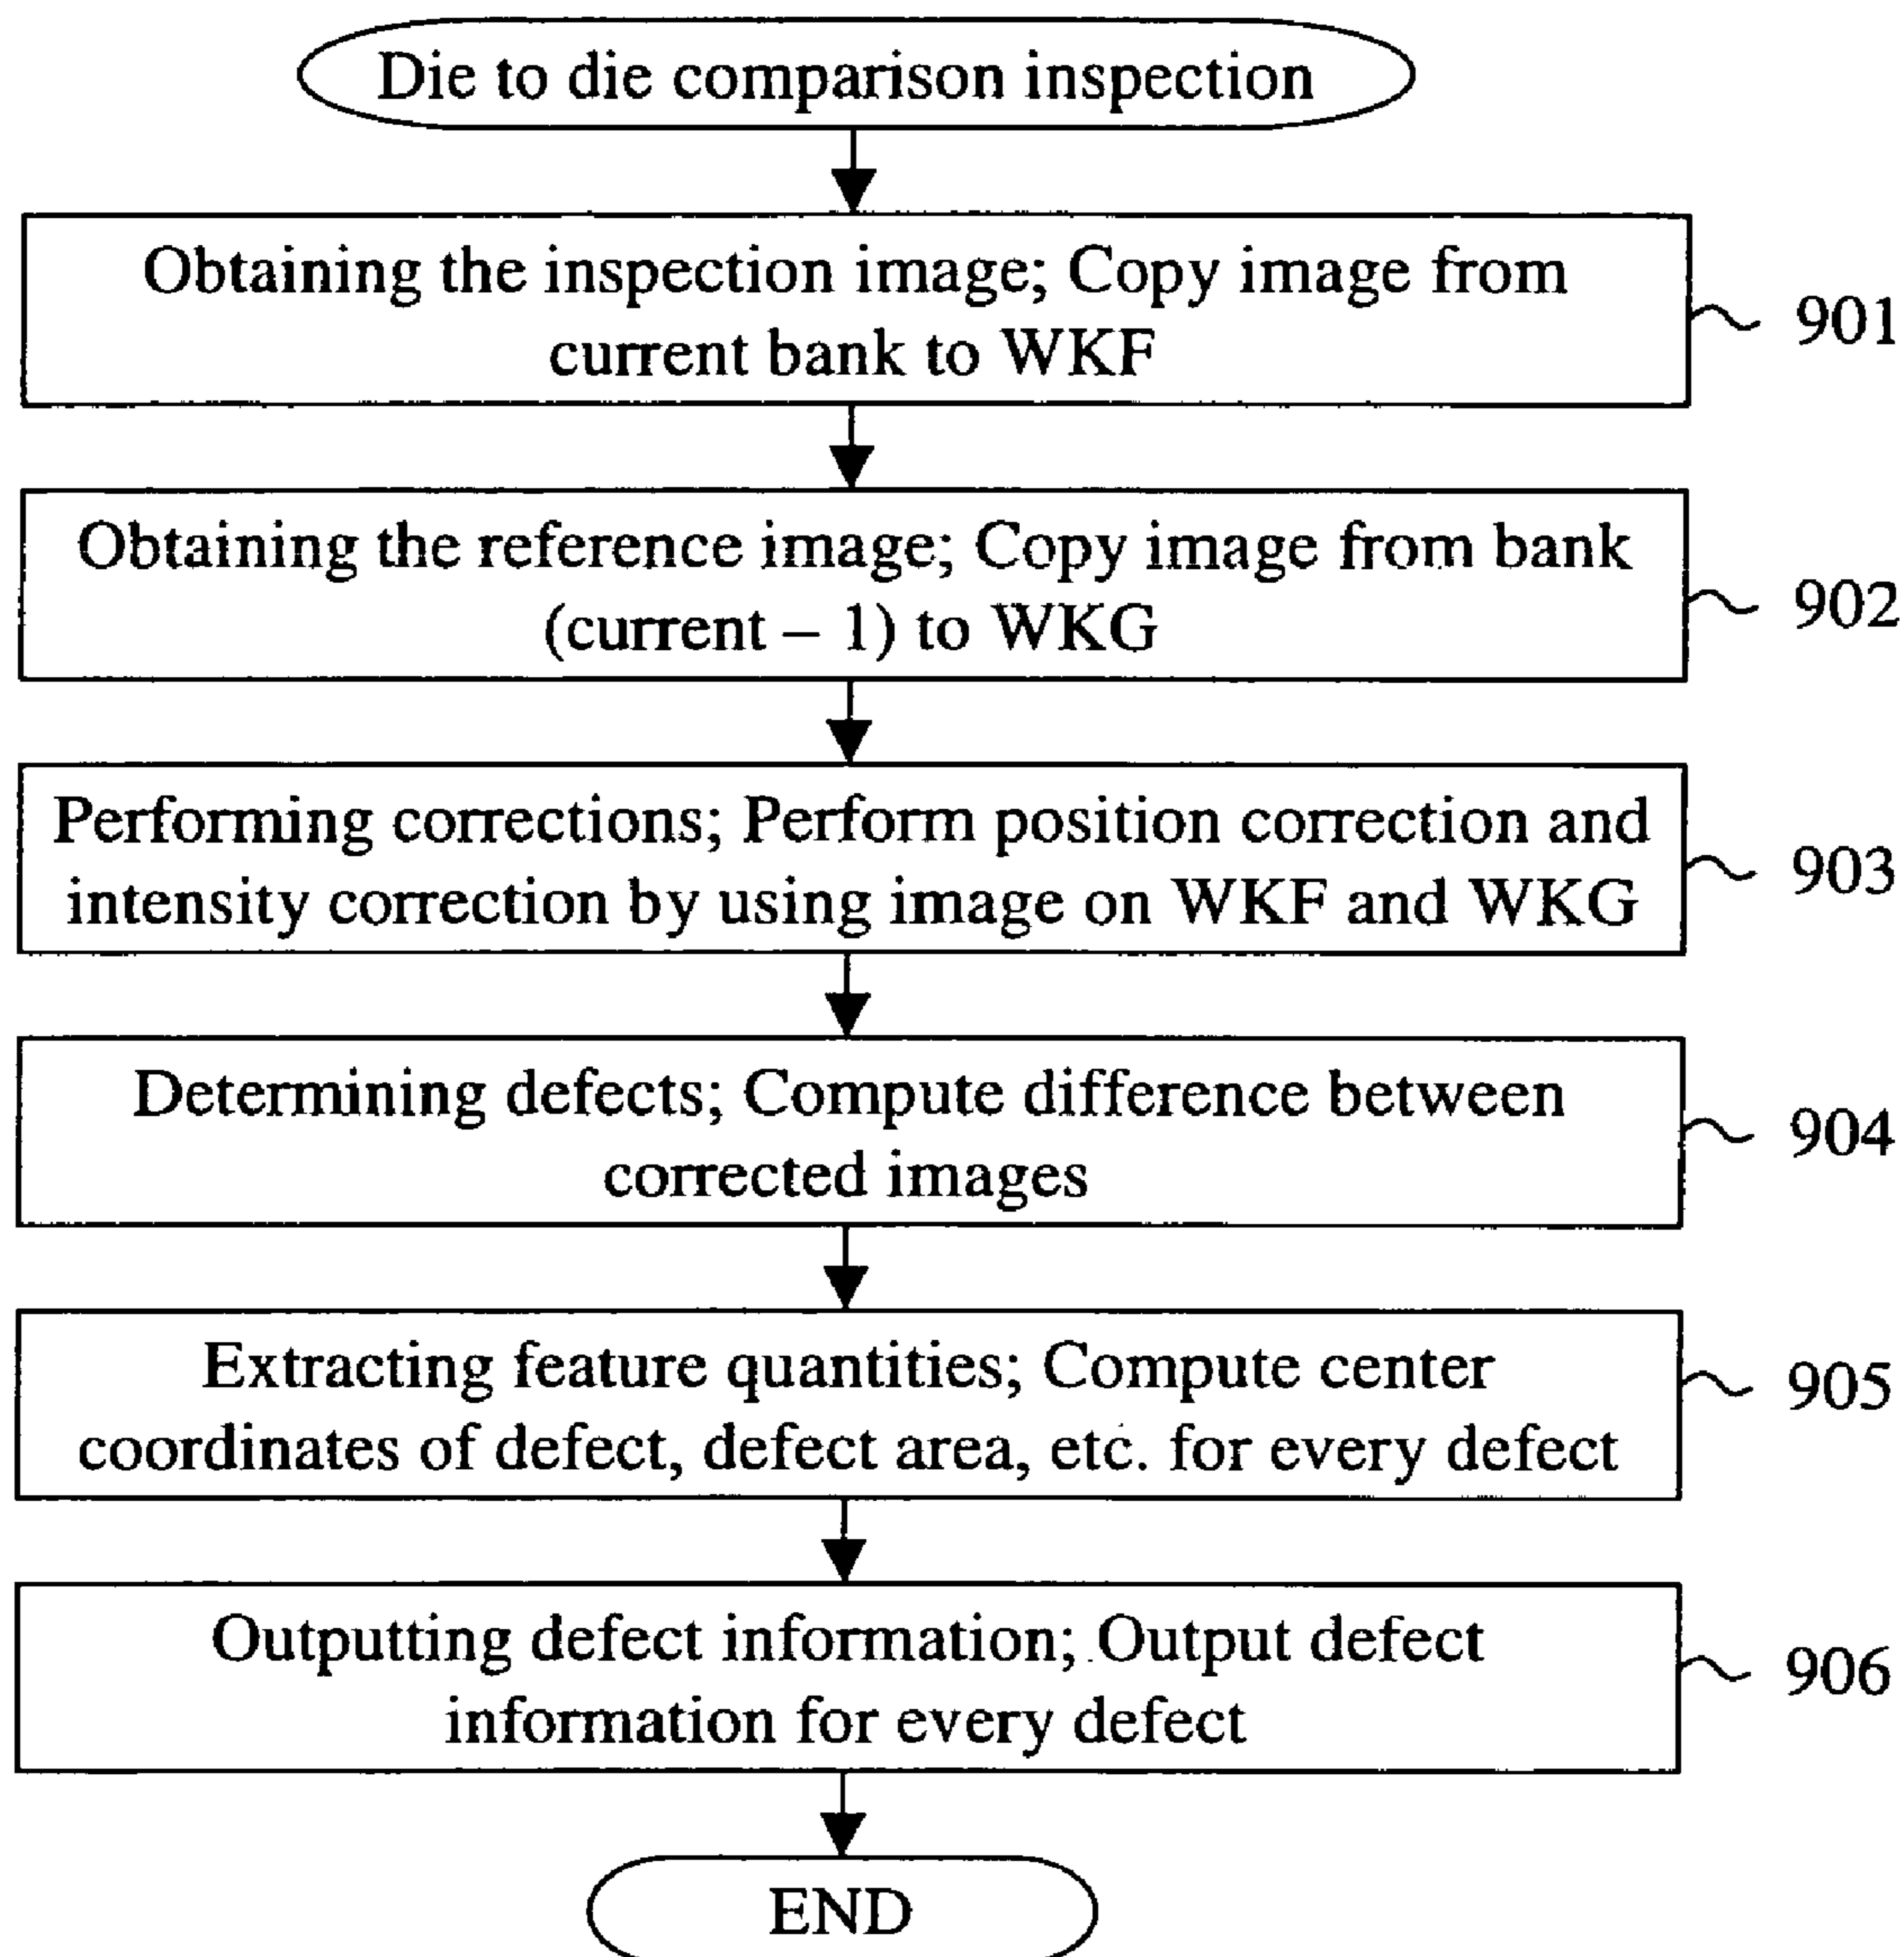 Die to die comparison inspection
Obtaining the inspection image; Copy image from
current bank to WKF
901
Obtaining the reference image; Copy image from bank
(current – 1) to WKG
902
Performing corrections; Perform position correction and
intensity correction by using image on WKF and WKG
903
Determining defects; Compute difference between
corrected images
904
Extracting feature quantities; Compute center
coordinates of defect, defect area, etc. for every defect
905
Outputting defect information; Output defect
information for every defect
906
END